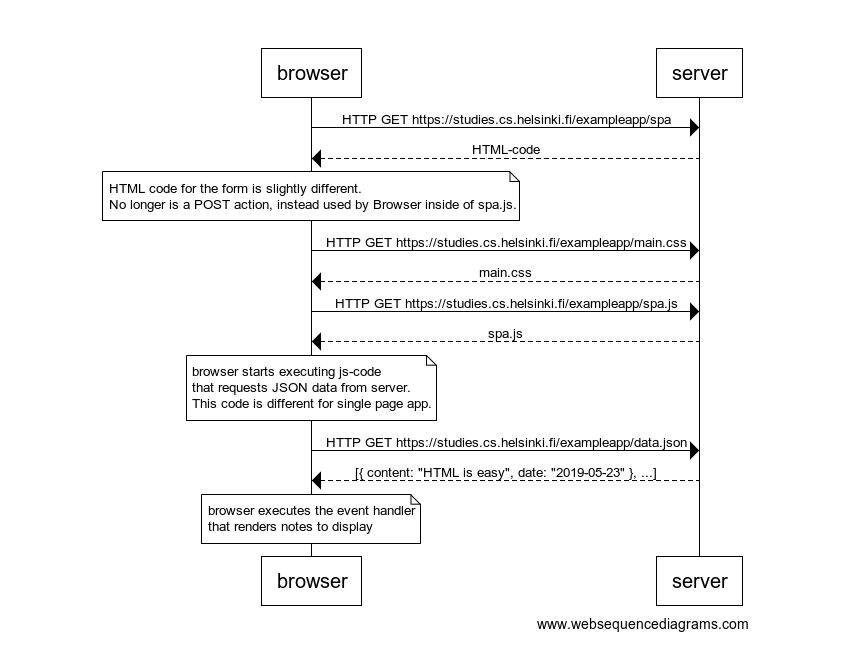 browser
server
HTTP GET https://studies.cs.helsinki.fi/exampleapp/spa
HTML-code
HTML code for the form is slightly different.
No longer is a POST action, instead used by Browser inside of spa.js.
HTTP GET https://studies.cs.helsinki.fi/exampleapp/main.css
main.css
HTTP GET https://studies.cs.helsinki.fi/exampleapp/spa.js
spa.js
browser starts executing js-code
that requests JSON data from server.
This code is different for single page app.
HTTP GET https://studies.cs.helsinki.fi/exampleapp/data.json
[{ content: "HTML is easy", date: "2019-05-23" }, ...]
browser executes the event handler
that renders notes to display
browser
server
www.websequencediagrams.com